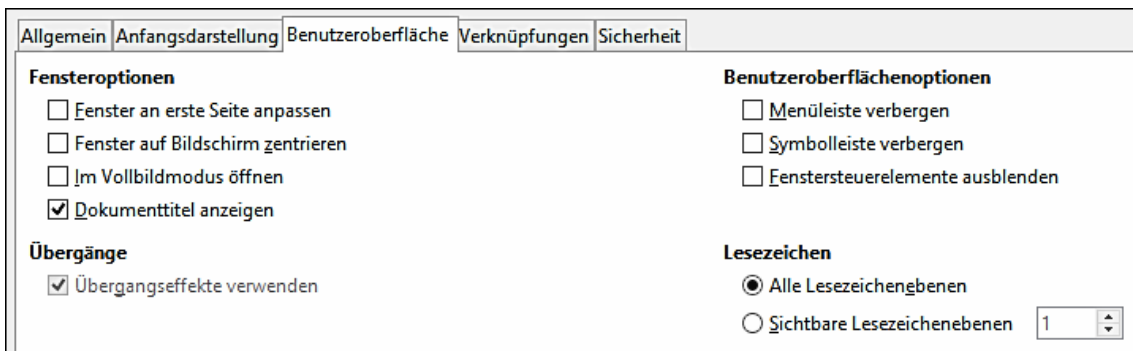 Allgemein Anfangsdarstellung Benutzeroberfläche Verknüpfungen Sicherheit
Fensteroptionen
Fenster an erste Seite anpassen
Fenster auf Bildschirm zentrieren
Im Vollbildmodus öffnen
Dokumenttitel anzeigen
Benutzeroberflächenoptionen
Menüleiste verbergen
Symbolleiste verbergen
Fenstersteuerelemente ausblenden
Übergänge
Übergangseffekte verwenden
Lesezeichen
Alle Lesezeichenebenen
Sichtbare Lesezeichenebenen 1